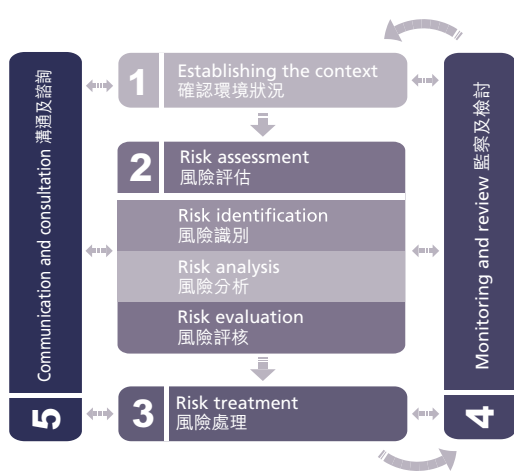 1
Establishing the context
確認環境狀況
2
Risk assessment
風險評估
Risk identification
風險識別
Risk analysis
風險分析
Risk evaluation
風險評核
3
Risk treatment
風險處理
4
Monitoring and review 監察及檢討
5
Communication and consultation 溝通及諮詢